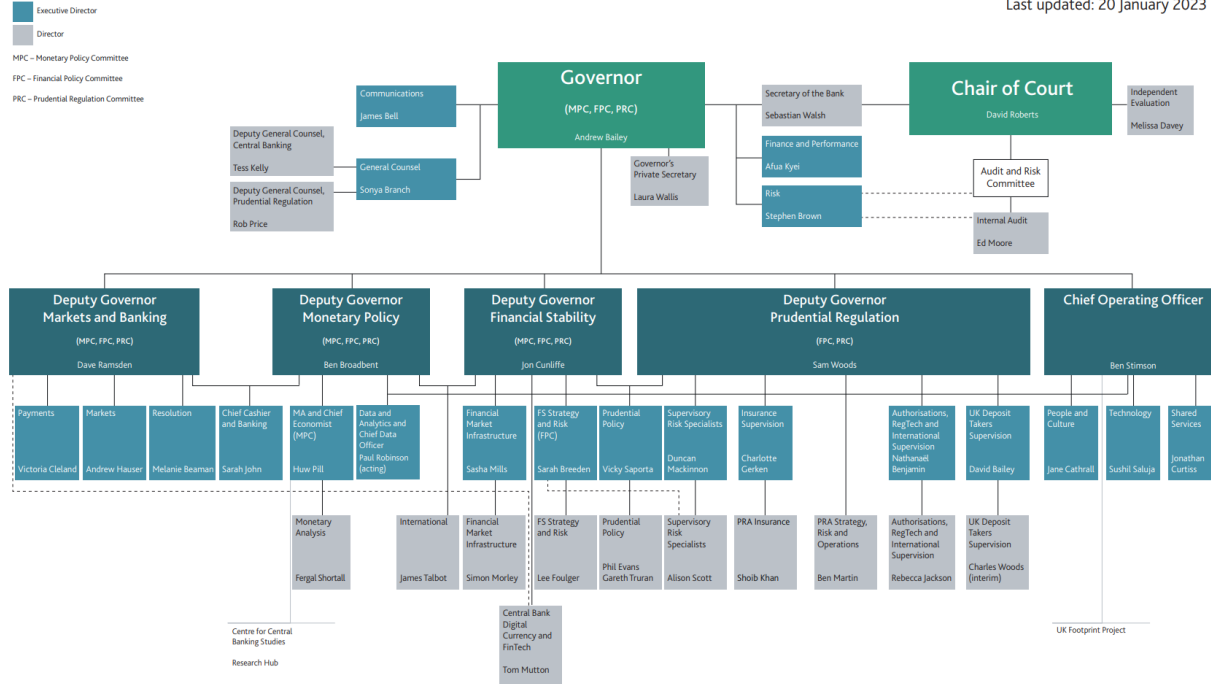 Last updated: 20 January 2023
Executive Director
Director
MPC – Monetary Policy Committee
FPC – Financial Policy Committee
PRC – Prudential Regulation Committee
Governor
(MPC, FPC, PRC)
Andrew Bailey
Chair of Court
David Roberts
Communications
James Bell
Deputy General Counsel,
Central Banking
Tess Kelly
General Counsel
Sonya Branch
Deputy General Counsel,
Prudential Regulation
Rob Price
Governor's
Private Secretary
Laura Wallis
Secretary of the Bank
Sebastian Walsh
Finance and Performance
Afua Kyei
Risk
Stephen Brown
Independent
Evaluation
Melissa Davey
Audit and Risk
Committee
Internal Audit
Ed Moore
Deputy Governor
Markets and Banking
(MPC, FPC, PRC)
Dave Ramsden
Deputy Governor
Monetary Policy
(MPC, FPC, PRC)
Ben Broadbent
Deputy Governor
Financial Stability
(MPC, FPC, PRC)
Jon Cunliffe
Deputy Governor
Prudential Regulation
(FPC, PRC)
Sam Woods
Chief Operating Officer
Ben Stimson
Payments
Victoria Cleland
Markets
Andrew Hauser
Resolution
Melanie Beaman
Chief Cashier
and Banking
Sarah John
MA and Chief
Economist
(MPC)
Huw Pill
Data and
Analytics and
Chief Data
Officer
Paul Robinson
(acting)
Financial
Market
Infrastructure
Sasha Mills
FS Strategy
and Risk
(FPC)
Sarah Breeden
Prudential
Policy
Vicky Saporta
Supervisory
Risk Specialists
Duncan
Mackinnon
Insurance
Supervision
Charlotte
Gerken
Authorisations,
RegTech and
International
Supervision
Nathanaël
Benjamin
UK Deposit
Takers
Supervision
David Bailey
People and
Culture
Jane Cathrall
Technology
Sushil Saluja
Shared
Services
Jonathan
Curtiss
Monetary
Analysis
Fergal Shortall
International
James Talbot
Financial
Market
Infrastructure
Simon Morley
FS Strategy
and Risk
Lee Foulger
Prudential
Policy
Phil Evans
Gareth Truran
Supervisory
Risk
Specialists
Alison Scott
PRA Insurance
Shoib Khan
PRA Strategy,
Risk and
Operations
Ben Martin
Authorisations,
RegTech and
International
Supervision
Rebecca Jackson
UK Deposit
Takers
Supervision
Charles Woods
(interim)
Centre for Central
Banking Studies
Research Hub
Central Bank
Digital
Currency and
FinTech
Tom Mutton
UK Footprint Project